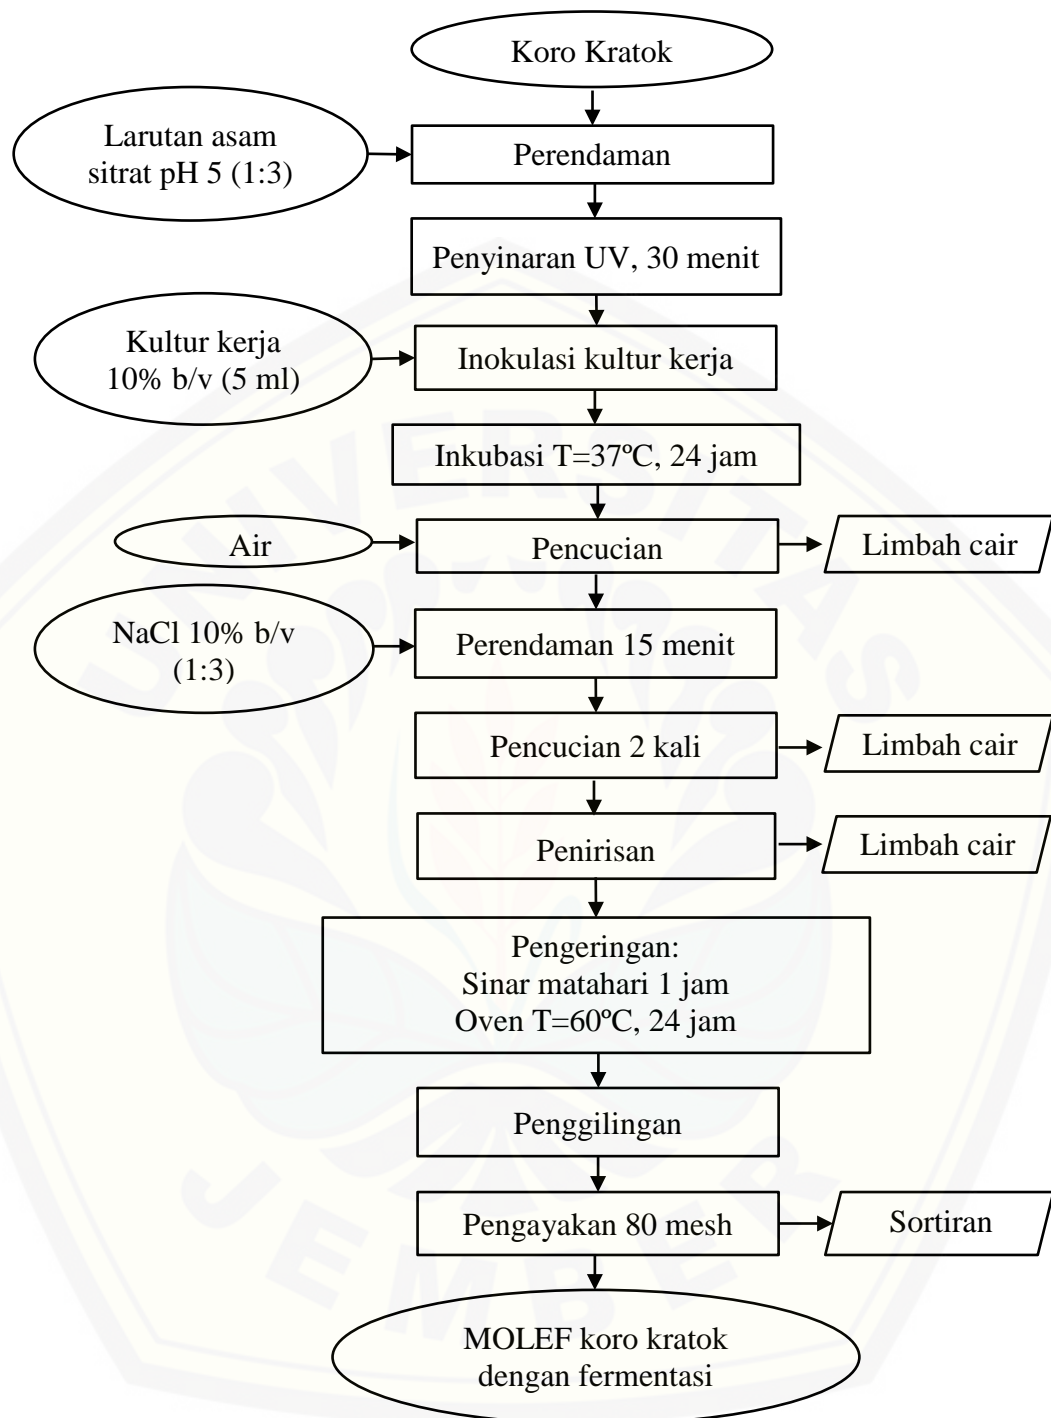 Koro Kratok
Larutan asam
sitrat pH 5 (1:3)
Perendaman
Penyinaran UV, 30 menit
Kultur kerja
10% b/v (5 ml)
Inokulasi kultur kerja
Inkubasi T=37ºC, 24 jam
Air
Pencucian
Limbah cair
NaCl 10% b/v
(1:3)
Perendaman 15 menit
Pencucian 2 kali
Limbah cair
Penirisan
Limbah cair
Pengeringan:
Sinar matahari 1 jam
Oven T=60ºC, 24 jam
Penggilingan
Pengayakan 80 mesh
Sortiran
MOLEF koro kratok
dengan fermentasi
UNIVERSITAS
JEMBER